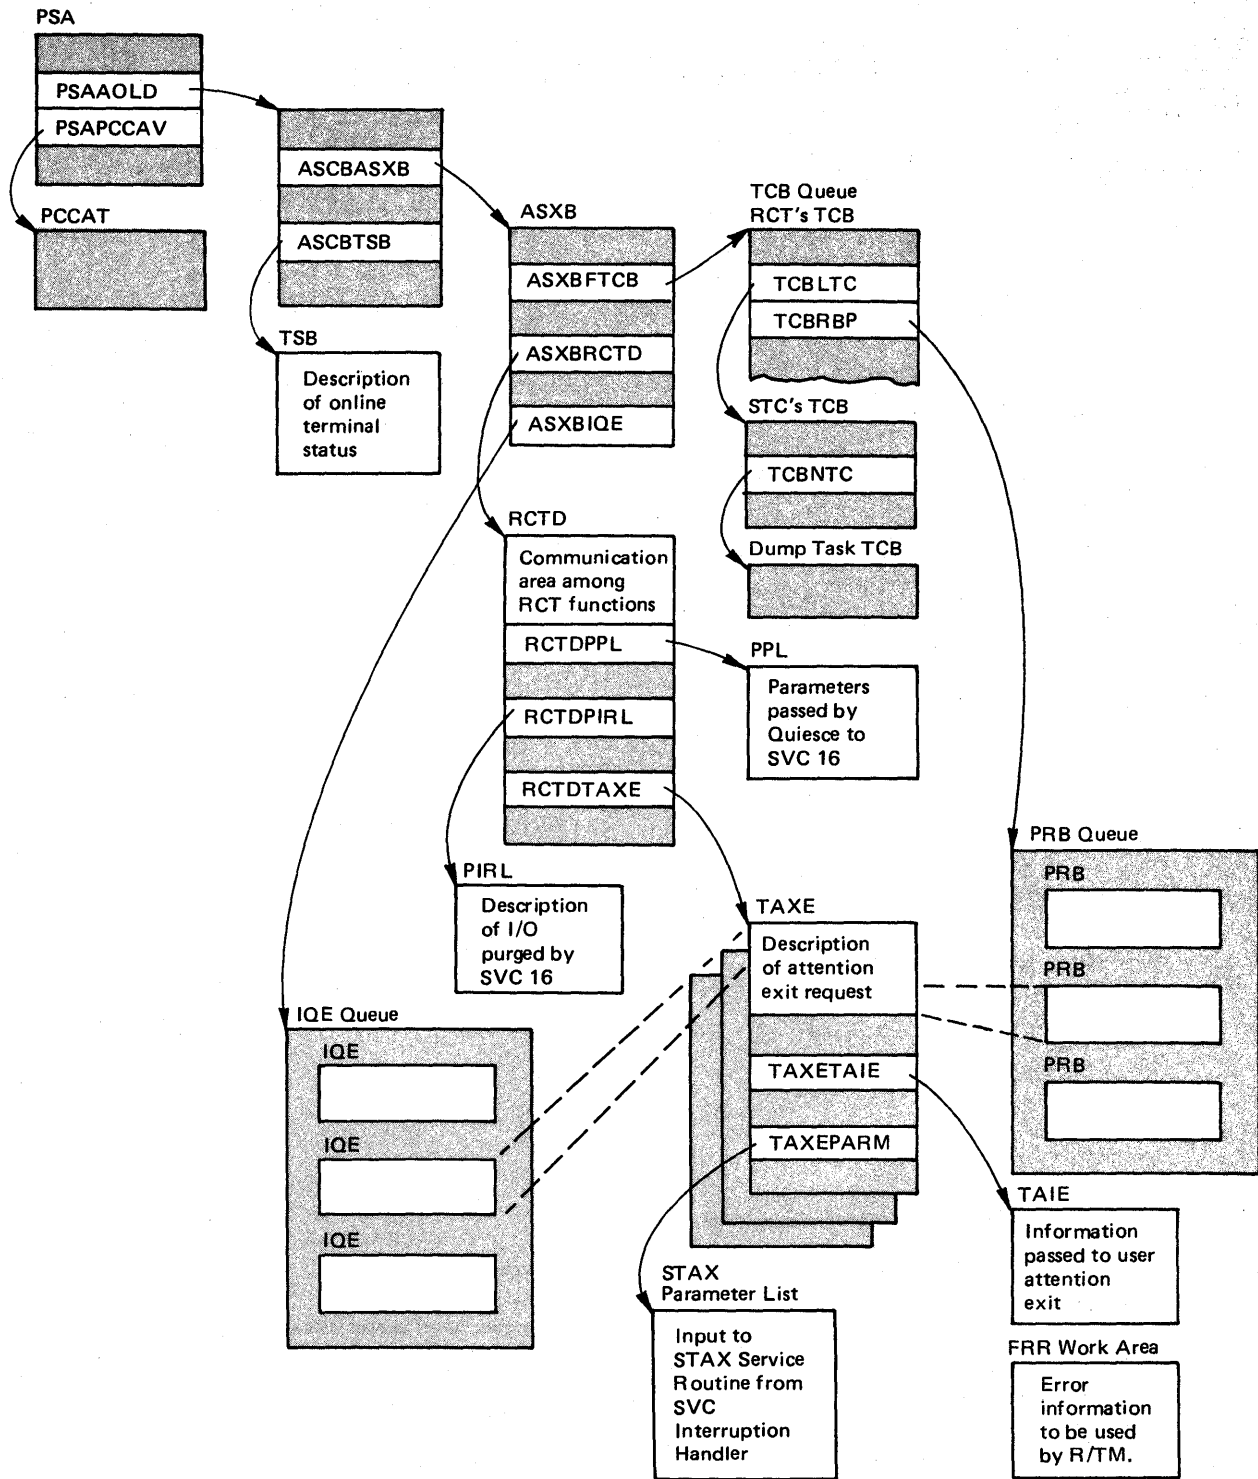 PSA
PSAAOLD
PSAPCCAV
PCCAT
ASCBASXB
ASCBTSB
TSB
Description
of online
terminal
status
ASXB
ASXBFTCB
ASXBRCTD
ASXBIQE
TCB Queue
RCT's TCB
TCBLTC
TCBRBP
STC's TCB
TCBNTC
Dump Task TCB
RCTD
Communication
area among
RCT functions
RCTDPPL
RCTDPIRL
RCTDTAXE
PPL
Parameters
passed by
Quiesce to
SVC 16
PIRL
Description
of I/O
purged by
SVC 16
TAXE
Description
of attention
exit request
TAXETAIE
TAXEPARM
PRB Queue
PRB
PRB
PRB
IQE Queue
IQE
IQE
IQE
STAX
Parameter List
Input to
STAX Service
Routine from
SVC
Interruption
Handler
TAIE
Information
passed to user
attention
exit
FRR Work Area
Error
information
to be used
by R/TM.